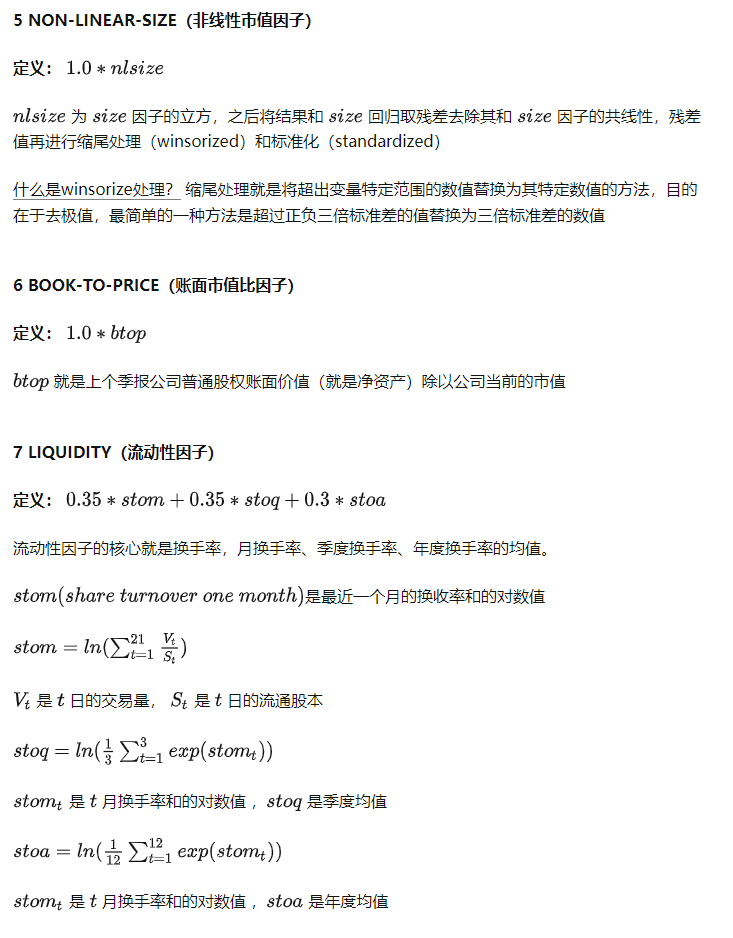 5 NON-LINEAR-SIZE（非线性市值因子）
定义： 1.0 ∗ nlsize
nlsize 为 size 因子的立方，之后将结果和 size 回归取残差去除其和 size 因子的共线性，残差
值再进行缩尾处理（winsorized）和标准化（standardized）
什么是winsorize处理？ 缩尾处理就是将超出变量特定范围的数值替换为其特定数值的方法，目的
在于去极值，最简单的一种方法是超过正负三倍标准差的值替换为三倍标准差的数值
6 BOOK-TO-PRICE（账面市值比因子）
定义： 1.0 ∗ btop
btop 就是上个季报公司普通股权账面价值（就是净资产）除以公司当前的市值
7 LIQUIDITY（流动性因子）
定义： 0.35 ∗ stom + 0.35 ∗ stoq + 0.3 ∗ stoa
流动性因子的核心就是换手率，月换手率、季度换手率、年度换手率的均值。
stom(share turnover one month)是最近一个月的换收率和的对数值
stom = ln(∑_{t=1}^{21} V_t/S_t)
V_t 是 t 日的交易量， S_t 是 t 日的流通股本
stoq = ln(1/3 ∑_{t=1}^{3} exp(stom_t))
stom_t 是 t 月换手率和的对数值 ，stoq 是季度均值
stoa = ln(1/12 ∑_{t=1}^{12} exp(stom_t))
stom_t 是 t 月换手率和的对数值 ，stoa 是年度均值